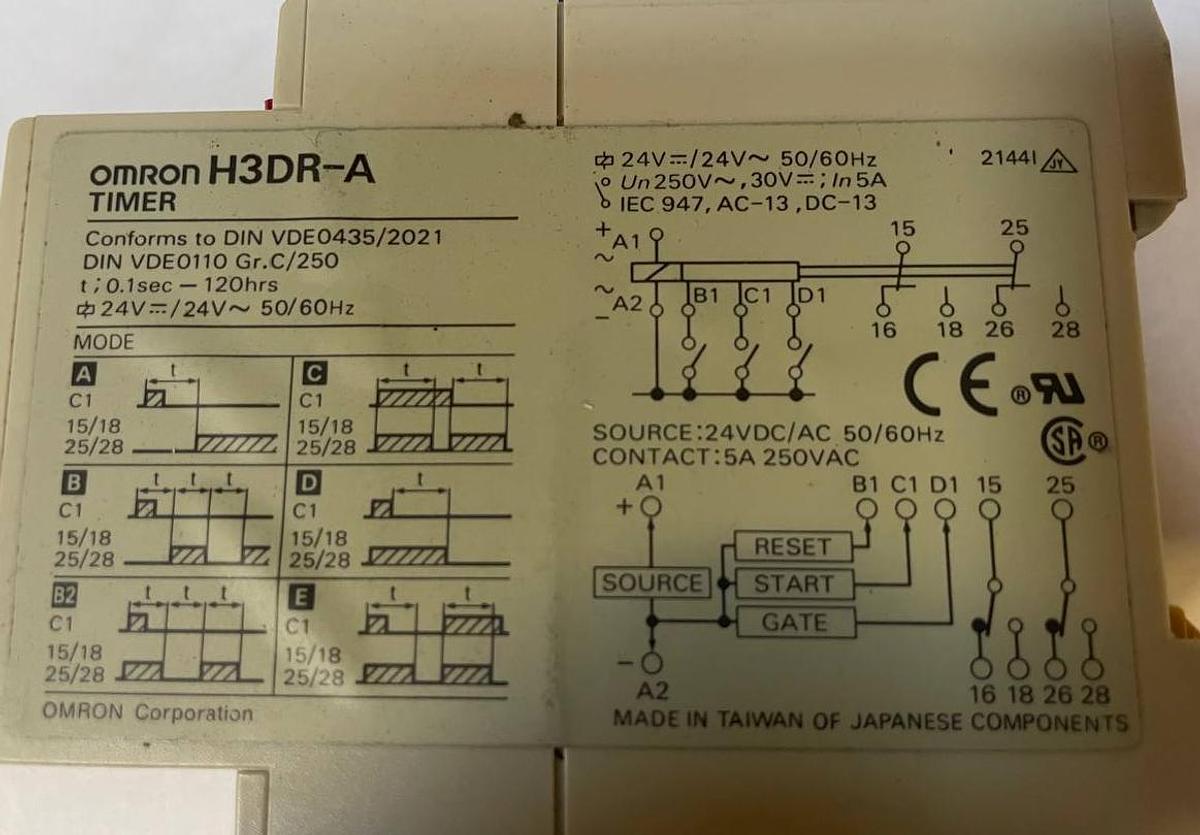 omron H3DR-A
TIMER
Conforms to DIN VDE0435/2021
DIN VDE0110 Gr.C/250
t; 0.1sec — 120hrs
24V⎓/24V~ 50/60Hz
MODE
A
t
C1
15/18
25/28
C
t t
C1
15/18
25/28
B
t t t
C1
15/18
25/28
D
t
C1
15/18
25/28
B2
t t t
C1
15/18
25/28
E
t t
C1
15/18
25/28
OMRON Corporation
24V⎓/24V~ 50/60Hz
Un250V~, 30V⎓; In5A
IEC 947, AC-13, DC-13
21441 JY
+ A1 15 25
~
~ A2 B1 C1 D1
−
16 18 26 28
CE ® RU
SA ®
SOURCE:24VDC/AC 50/60Hz
CONTACT:5A 250VAC
A1 B1 C1 D1 15 25
+
RESET
SOURCE START
GATE
−
A2 16 18 26 28
MADE IN TAIWAN OF JAPANESE COMPONENTS